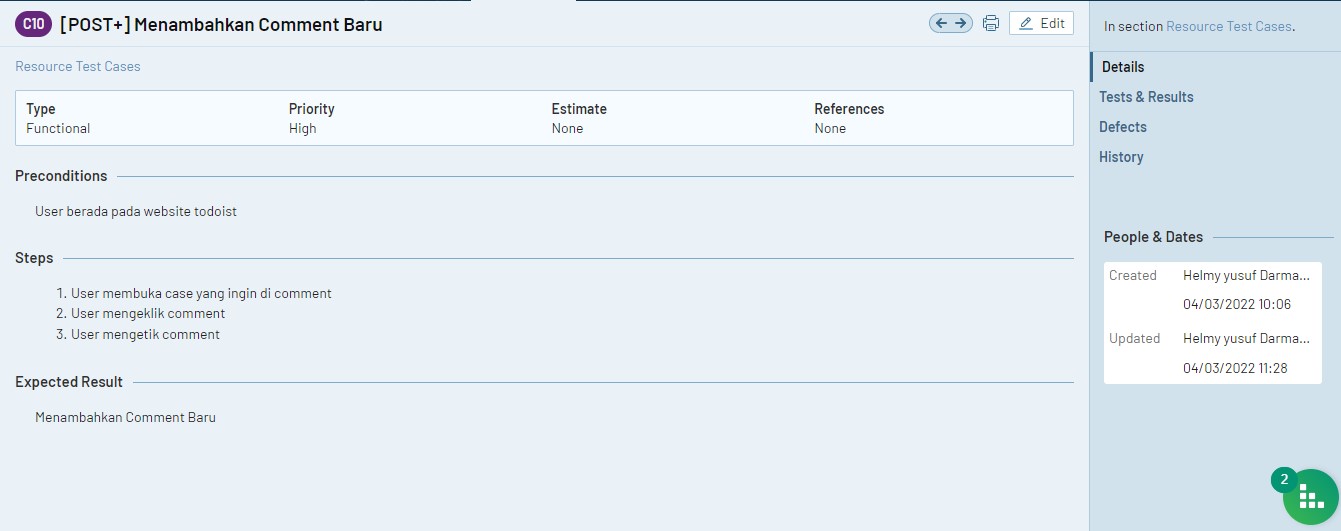 C10 [POST+] Menambahkan Comment Baru
Edit
Resource Test Cases
Type Priority Estimate References
Functional High None None
Preconditions
User berada pada website todoist
Steps
1. User membuka case yang ingin di comment
2. User mengeklik comment
3. User mengetik comment
Expected Result
Menambahkan Comment Baru
In section Resource Test Cases.
Details
Tests & Results
Defects
History
People & Dates
Created Helmy yusuf Darma...
04/03/2022 10:06
Updated Helmy yusuf Darma...
04/03/2022 11:28
2